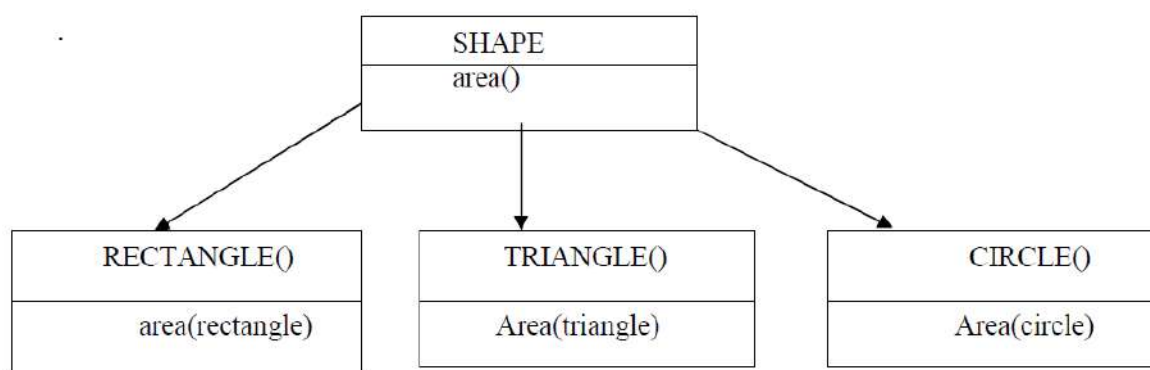 SHAPE
area()
RECTANGLE()
TRIANGLE()
CIRCLE()
area(rectangle)
Area(triangle)
Area(circle)